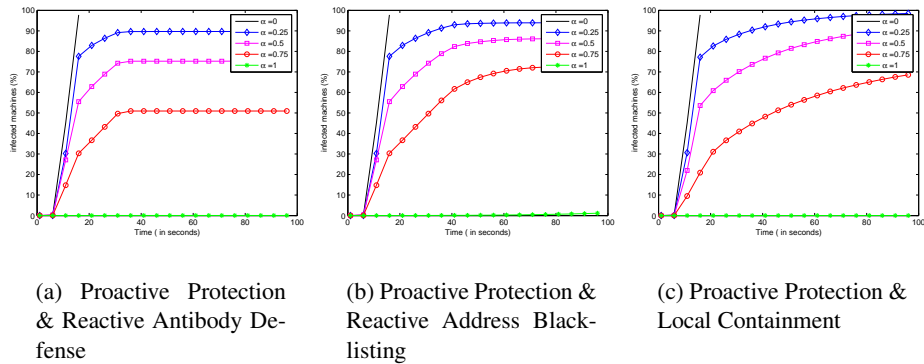 100
90
80
70
60
50
40
30
20
10
0
infected machines (%)
0 20 40 60 80 100
Time ( in seconds)
α =0
α =0.25
α =0.5
α =0.75
α =1
100
90
80
70
60
50
40
30
20
10
0
infected machines (%)
0 20 40 60 80 100
Time ( in seconds)
α =0
α =0.25
α =0.5
α =0.75
α =1
100
90
80
70
60
50
40
30
20
10
0
infected machines (%)
0 20 40 60 80 100
Time ( in seconds)
α =0
α =0.25
α =0.5
α =0.75
α =1
(a) Proactive Protection
& Reactive Antibody De-
fense
(b) Proactive Protection &
Reactive Address Black-
listing
(c) Proactive Protection &
Local Containment